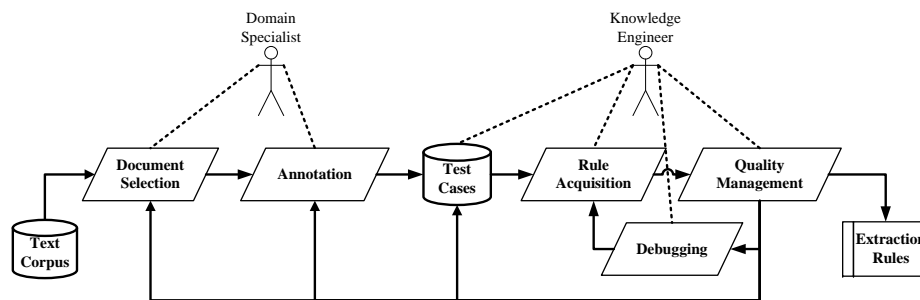 Domain
Specialist
Knowledge
Engineer
Document
Selection
Annotation
Test
Cases
Rule
Acquisition
Quality
Management
Text
Corpus
Debugging
Extraction
Rules